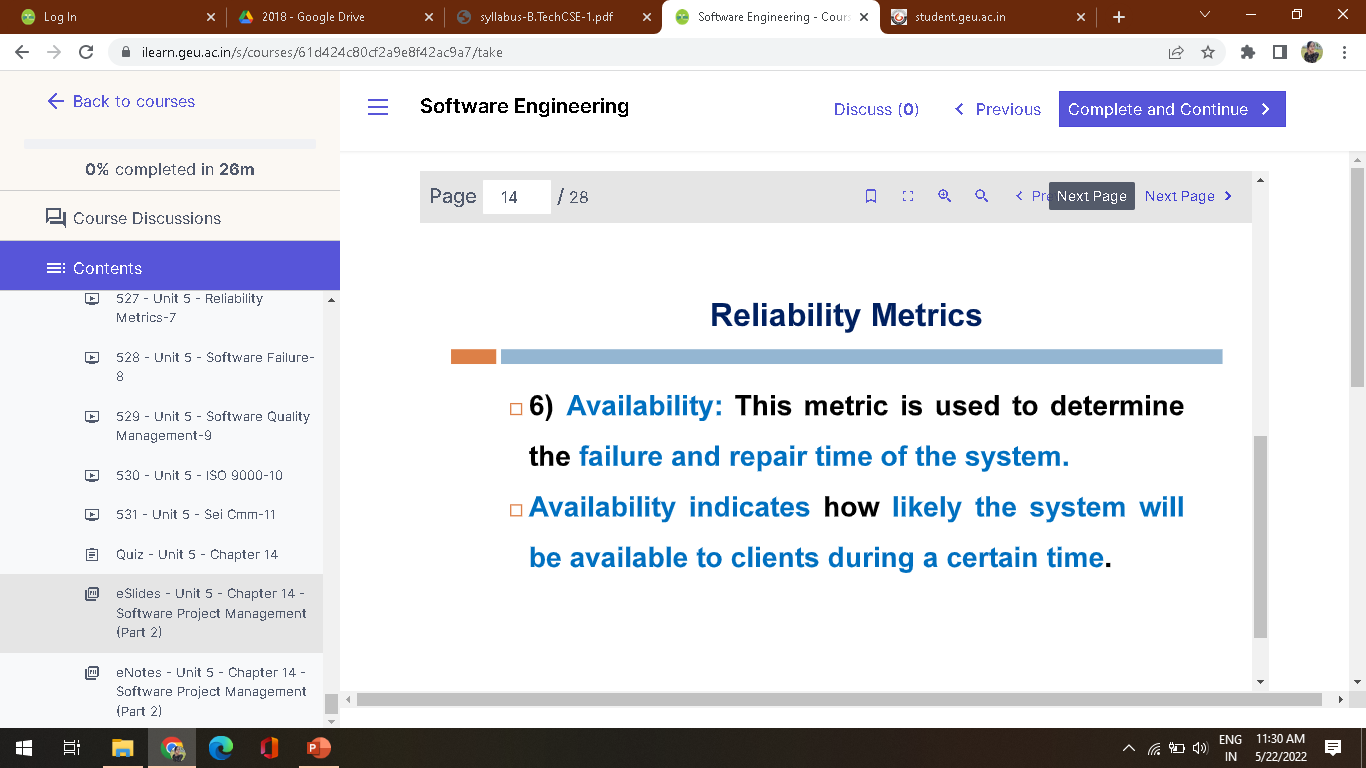 Log In
2018 - Google Drive
syllabus-B.TechCSE-1.pdf
Software Engineering - Cour
student.geu.ac.in
ilearn.geu.ac.in/s/courses/61d424c80cf2a9e8f42ac9a7/take
Back to courses
Software Engineering
Discuss (0)
Previous
Complete and Continue
0% completed in 26m
Course Discussions
Contents
527 - Unit 5 - Reliability
Metrics-7
528 - Unit 5 - Software Failure-
8
529 - Unit 5 - Software Quality
Management-9
530 - Unit 5 - ISO 9000-10
531 - Unit 5 - Sei Cmm-11
Quiz - Unit 5 - Chapter 14
eSlides - Unit 5 - Chapter 14 -
Software Project Management
(Part 2)
eNotes - Unit 5 - Chapter 14 -
Software Project Management
(Part 2)
Page 14 / 28
Pre
Next Page
Next Page
Reliability Metrics
6) Availability: This metric is used to determine
the failure and repair time of the system.
Availability indicates how likely the system will
be available to clients during a certain time.
ENG
IN
11:30 AM
5/22/2022